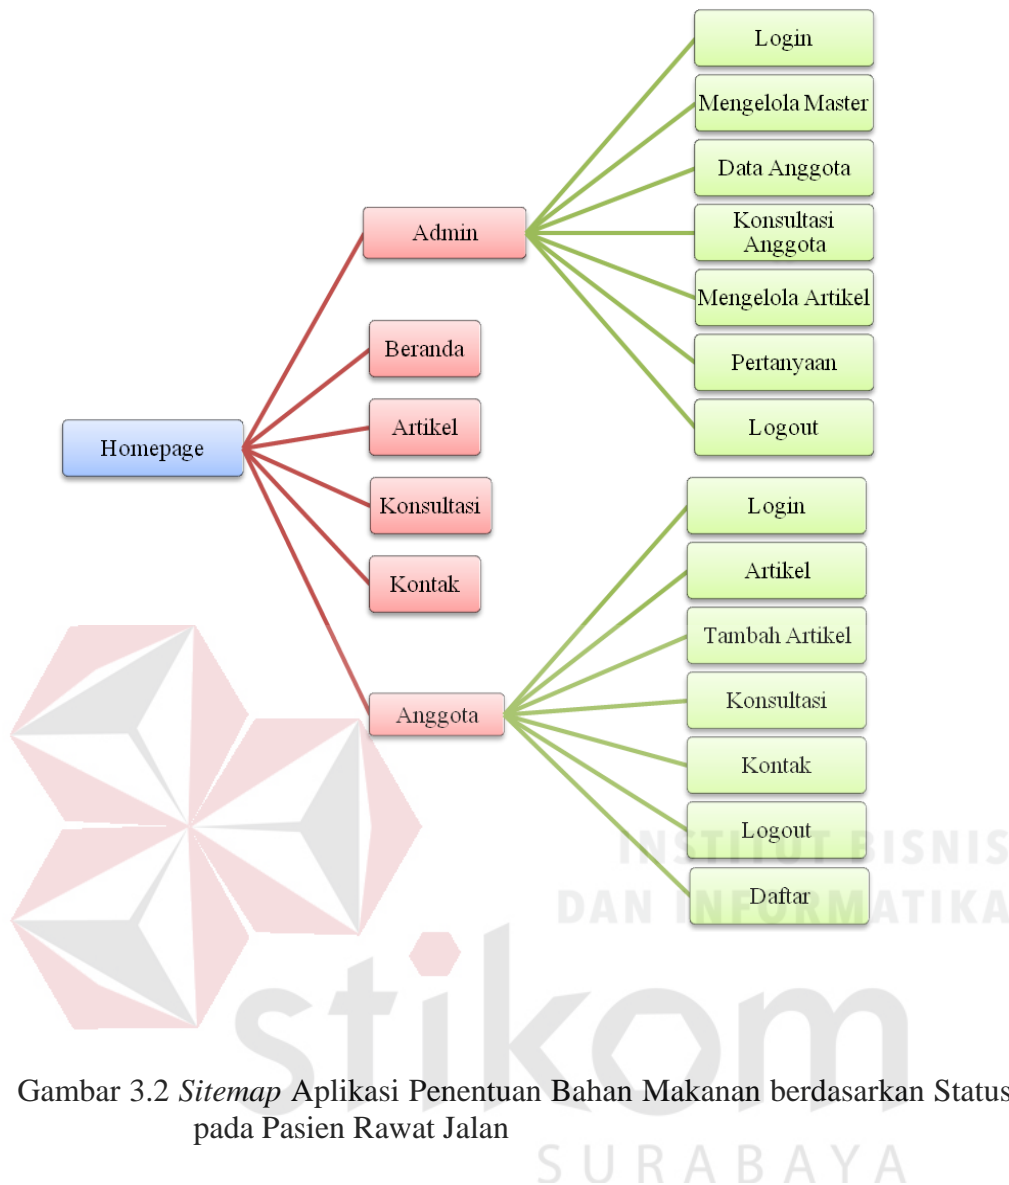 Homepage
Admin
Beranda
Artikel
Konsultasi
Kontak
Anggota
Login
Mengelola Master
Data Anggota
Konsultasi
Anggota
Mengelola Artikel
Pertanyaan
Logout
Login
Artikel
Tambah Artikel
Konsultasi
Kontak
Logout
Daftar
INSTITUT BISNIS
DAN INFORMATIKA
stikom
SURABAYA
Gambar 3.2 Sitemap Aplikasi Penentuan Bahan Makanan berdasarkan Status
pada Pasien Rawat Jalan